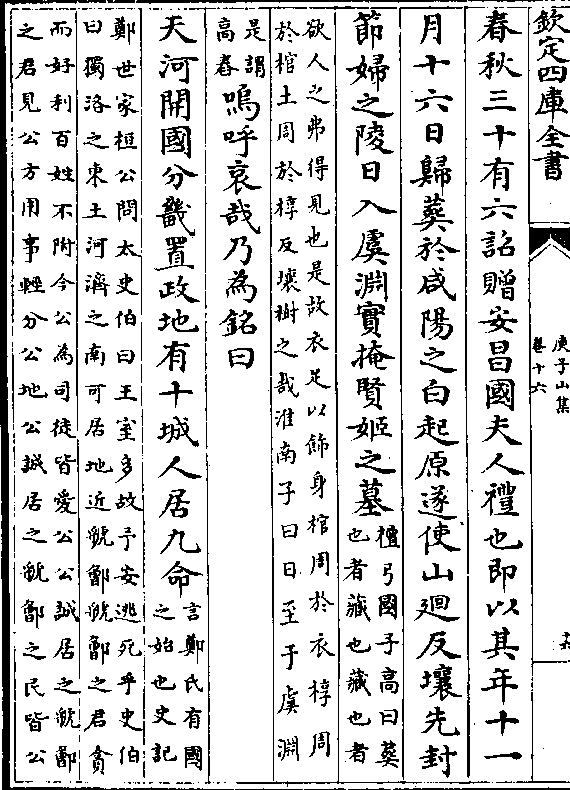 欽定四庫全書
庾子山集
卷十六
春秋三十有六詔贈安昌國夫人禮也即以其年十一
月十六日歸葬於咸陽之白起原遂使山迴反壤先封
節婦之陵日入虞淵實掩賢姬之墓
檀弓國子高曰葬
也者藏也藏也者
欲人之弗得見也是故衣足以飾身棺周於衣椁周
於棺土周於椁反壤樹之哉淮南子曰日至于虞淵
是謂
高舂
嗚呼哀哉乃為銘曰
天河開國分畿置政地有十城人居九命
言鄭氏有國
之始也史記
鄭世家桓公問太史伯曰王室多故予安逃死乎史伯
曰獨洛之東土河濟之南可居地近虢鄶虢鄶之君貪
而好利百姓不附今公為司徒皆愛公公誠居之虢鄶
之君見公方用事輕分公地公誠居之虢鄶之民皆公